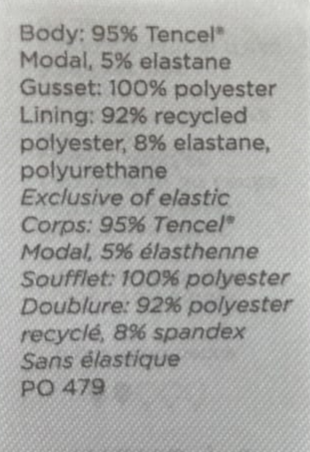 Body: 95% Tencel®
Modal, 5% elastane
Gusset: 100% polyester
Lining: 92% recycled
polyester, 8% elastane,
polyurethane
Exclusive of elastic
Corps: 95% Tencel®
Modal, 5% élasthenne
Soufflet: 100% polyester
Doublure: 92% polyester
recyclé, 8% spandex
Sans élastique
PO 479